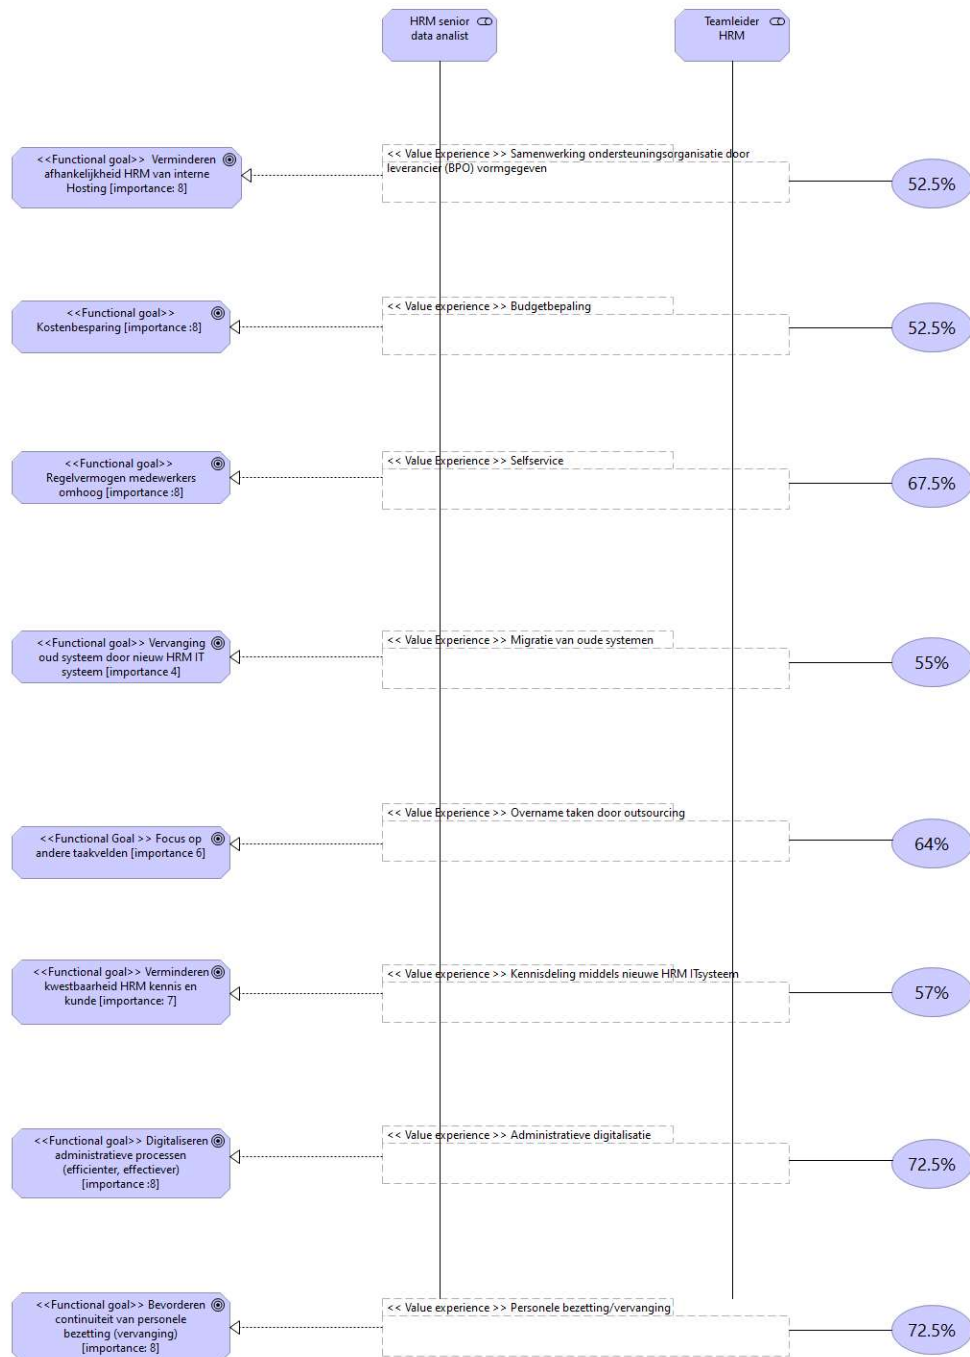 HRM senior
data analist
Teamleider
HRM
<<Functional goal>> Verminderen
afhankelijkheid HRM van interne
Hosting [importance: 8]
<< Value Experience >> Samenwerking ondersteuningsorganisatie door
leverancier (BPO) vormgegeven
52.5%
<<Functional goal>>
Kostenbesparing [importance :8]
<< Value experience >> Budgetbepaling
52.5%
<<Functional goal>>
Regelvermogen medewerkers
omhoog [importance :8]
<< Value Experience >> Selfservice
67.5%
<<Functional goal>> Vervanging
oud systeem door nieuw HRM IT
systeem [importance 4]
<< Value Experience >> Migratie van oude systemen
55%
<<Functional Goal >> Focus op
andere taakvelden [importance 6]
<< Value Experience >> Overname taken door outsourcing
64%
<<Functional goal>> Verminderen
kwestbaarheid HRM kennis en
kunde [importance: 7]
<< Value experience >> Kennisdeling middels nieuwe HRM ITsysteem
57%
<<Functional goal>> Digitaliseren
administratieve processen
(efficienter, effectiever)
[importance :8]
<< Value experience >> Administratieve digitalisatie
72.5%
<<Functional goal>> Bevorderen
continuiteit van personele
bezetting (vervanging)
[importance: 8]
<< Value experience >> Personele bezetting/vervanging
72.5%